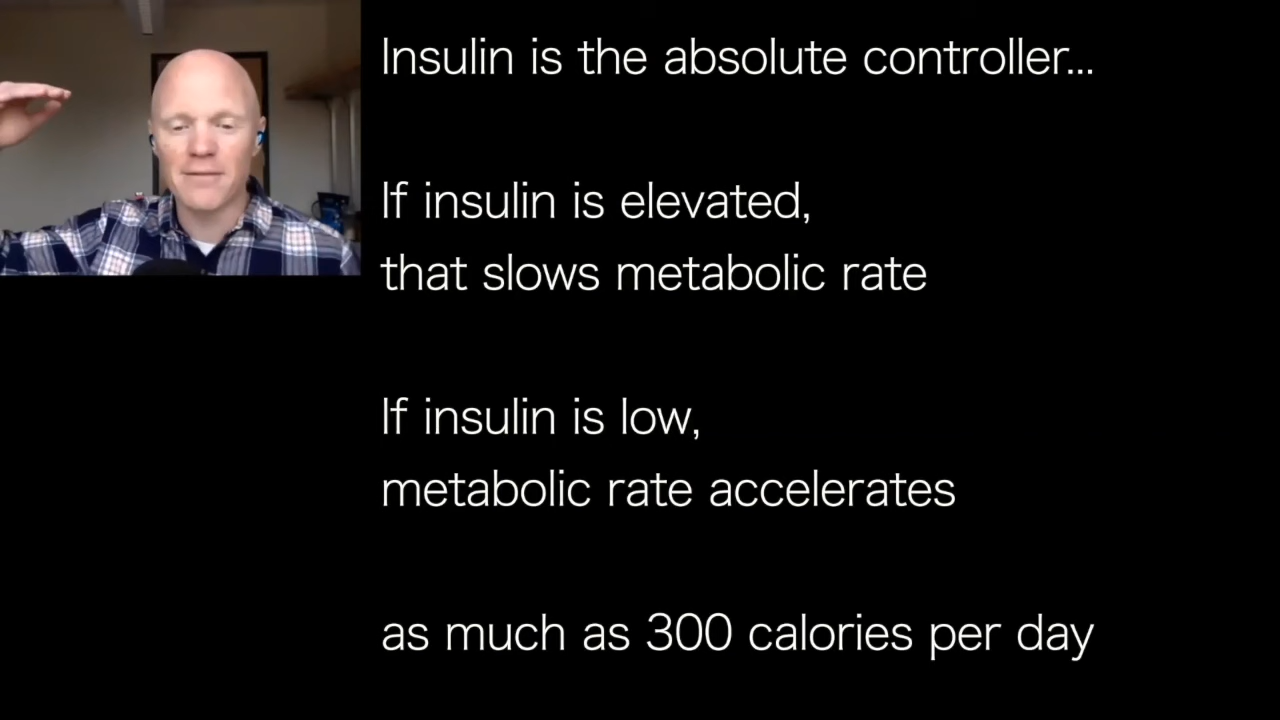 Insulin is the absolute controller...
If insulin is elevated,
that slows metabolic rate
If insulin is low,
metabolic rate accelerates
as much as 300 calories per day